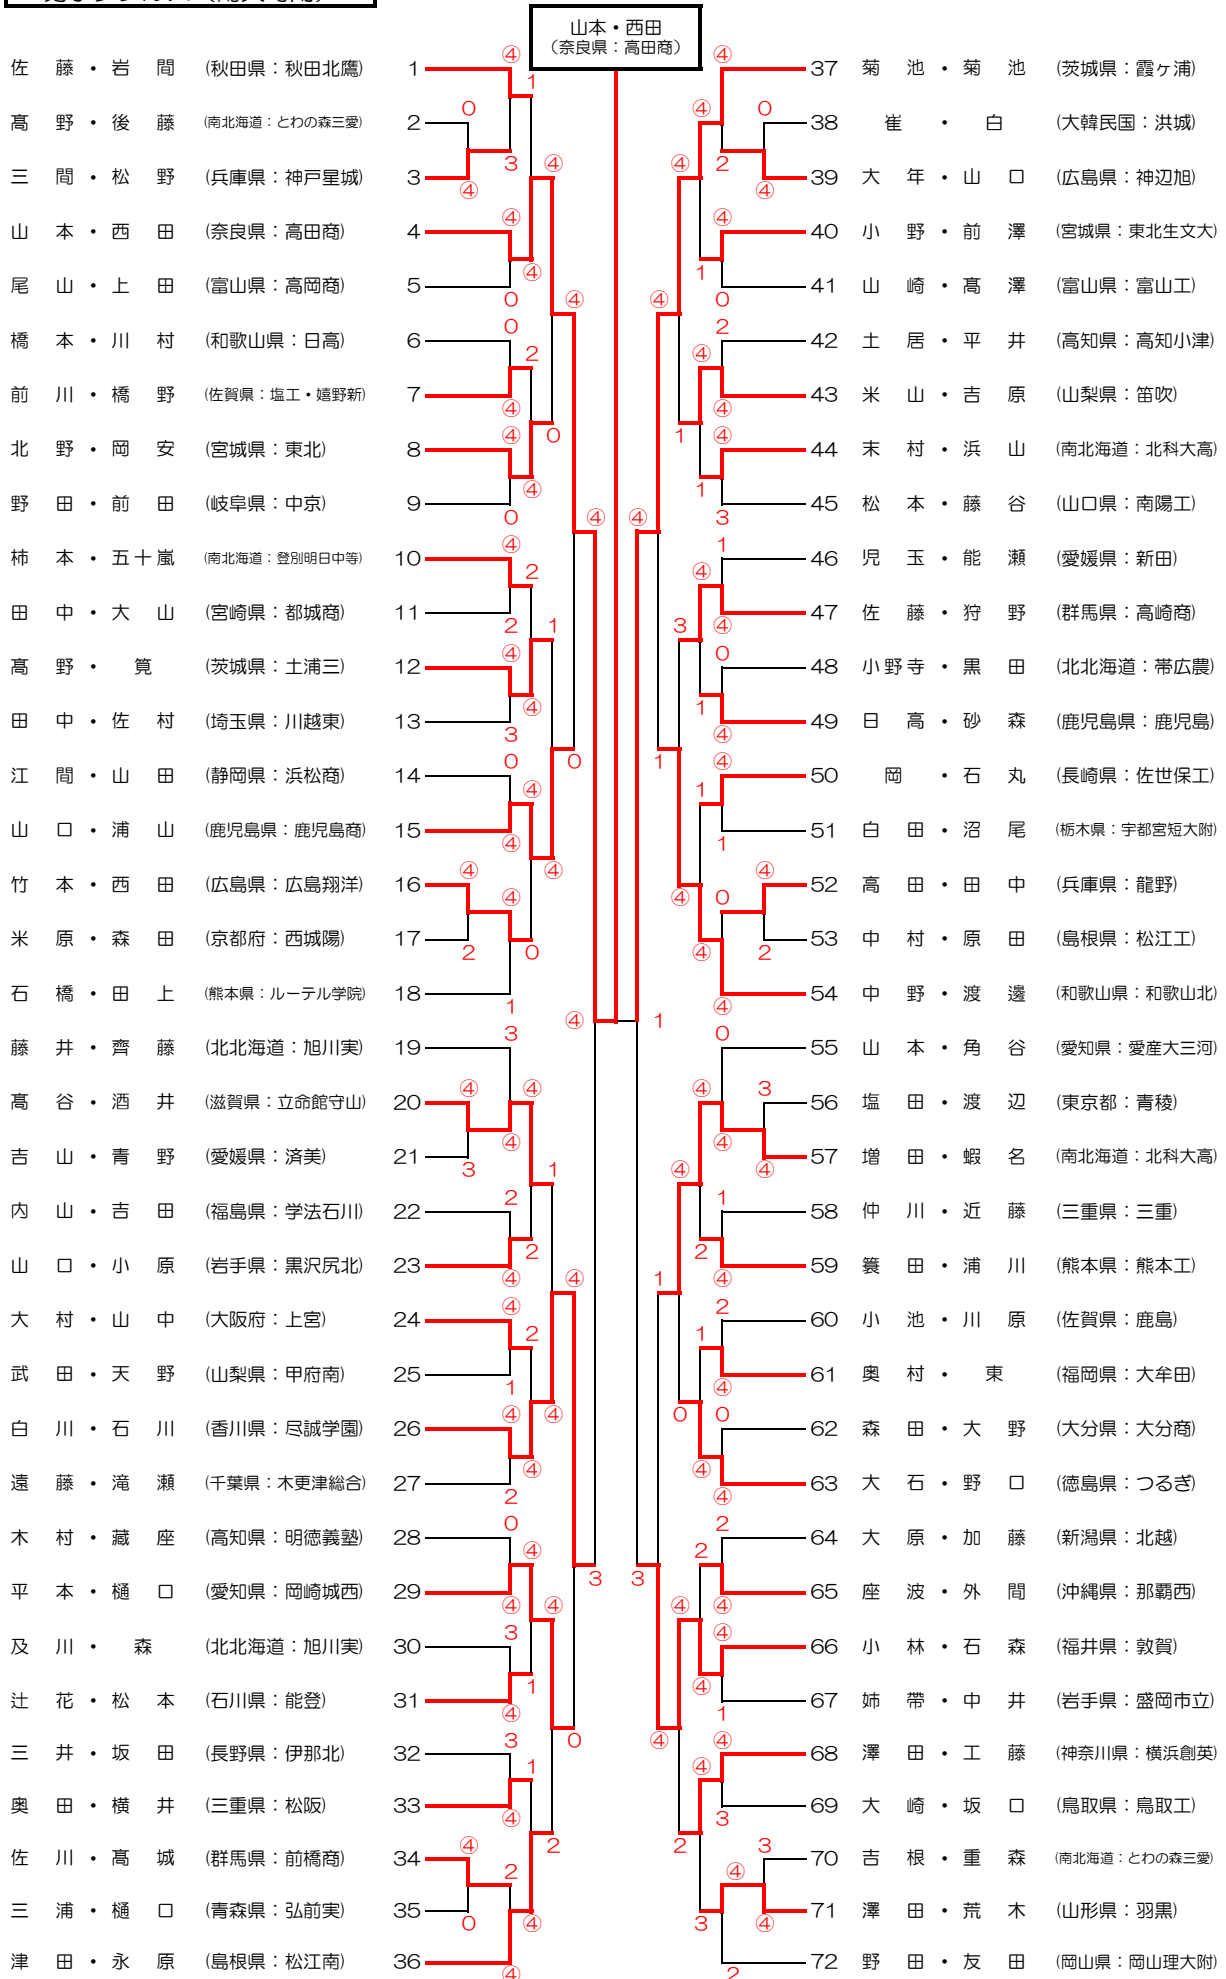 山本・西田
(奈良県：高田商)
佐藤・岩間 (秋田県：秋田北鷹) 1
髙野・後藤 (南北海道：とわの森三愛) 2
三間・松野 (兵庫県：神戸星城) 3
山本・西田 (奈良県：高田商) 4
尾山・上田 (富山県：高岡商) 5
橋本・川村 (和歌山県：日高) 6
前川・橋野 (佐賀県：塩工・嬉野新) 7
北野・岡安 (宮城県：東北) 8
野田・前田 (岐阜県：中京) 9
柿本・五十嵐 (南北海道：登別明日中等) 10
田中・大山 (宮崎県：都城商) 11
髙野・筧 (茨城県：土浦三) 12
田中・佐村 (埼玉県：川越東) 13
江間・山田 (静岡県：浜松商) 14
山口・浦山 (鹿児島県：鹿児島商) 15
竹本・西田 (広島県：広島翔洋) 16
米原・森田 (京都府：西城陽) 17
石橋・田上 (熊本県：ルーテル学院) 18
藤井・齊藤 (北北海道：旭川実) 19
髙谷・酒井 (滋賀県：立命館守山) 20
吉山・青野 (愛媛県：済美) 21
内山・吉田 (福島県：学法石川) 22
山口・小原 (岩手県：黒沢尻北) 23
大村・山中 (大阪府：上宮) 24
武田・天野 (山梨県：甲府南) 25
白川・石川 (香川県：尽誠学園) 26
遠藤・滝瀬 (千葉県：木更津総合) 27
木村・藏座 (高知県：明徳義塾) 28
平本・樋口 (愛知県：岡崎城西) 29
及川・森 (北北海道：旭川実) 30
辻花・松本 (石川県：能登) 31
三井・坂田 (長野県：伊那北) 32
奥田・横井 (三重県：松阪) 33
佐川・髙城 (群馬県：前橋商) 34
三浦・樋口 (青森県：弘前実) 35
津田・永原 (島根県：松江南) 36
37 菊池・菊池 (茨城県：霞ヶ浦)
38 崔・白 (大韓民国：洪城)
39 大年・山口 (広島県：神辺旭)
40 小野・前澤 (宮城県：東北生文大)
41 山崎・髙澤 (富山県：富山工)
42 土居・平井 (高知県：高知小津)
43 米山・吉原 (山梨県：笛吹)
44 末村・浜山 (南北海道：北科大高)
45 松本・藤谷 (山口県：南陽工)
46 児玉・能瀬 (愛媛県：新田)
47 佐藤・狩野 (群馬県：高崎商)
48 小野寺・黒田 (北北海道：帯広農)
49 日高・砂森 (鹿児島県：鹿児島)
50 岡・石丸 (長崎県：佐世保工)
51 白田・沼尾 (栃木県：宇都宮短大附)
52 高田・田中 (兵庫県：龍野)
53 中村・原田 (島根県：松江工)
54 中野・渡邊 (和歌山県：和歌山北)
55 山本・角谷 (愛知県：愛産大三河)
56 塩田・渡辺 (東京都：青稜)
57 増田・蝦名 (南北海道：北科大高)
58 仲川・近藤 (三重県：三重)
59 簑田・浦川 (熊本県：熊本工)
60 小池・川原 (佐賀県：鹿島)
61 奥村・東 (福岡県：大牟田)
62 森田・大野 (大分県：大分商)
63 大石・野口 (徳島県：つるぎ)
64 大原・加藤 (新潟県：北越)
65 座波・外間 (沖縄県：那覇西)
66 小林・石森 (福井県：敦賀)
67 姉帯・中井 (岩手県：盛岡市立)
68 澤田・工藤 (神奈川県：横浜創英)
69 大崎・坂口 (鳥取県：鳥取工)
70 吉根・重森 (南北海道：とわの森三愛)
71 澤田・荒木 (山形県：羽黒)
72 野田・友田 (岡山県：岡山理大附)